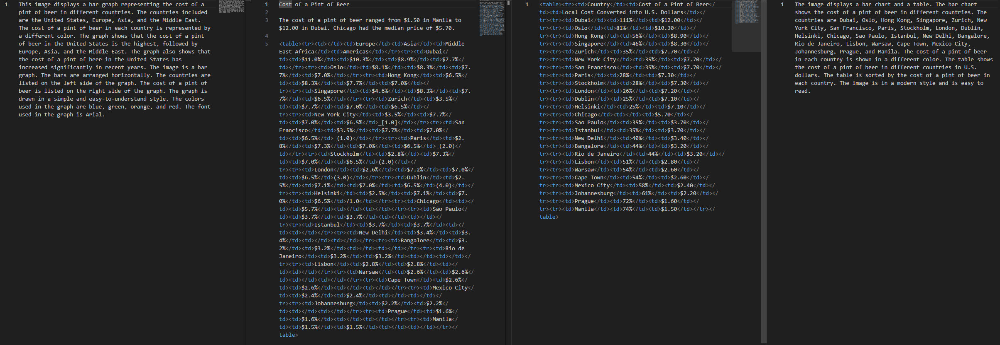 1 This image displays a bar graph representing the cost of a
pint of beer in different countries. The countries included
are the United States, Europe, Asia, and the Middle East.
The cost of a pint of beer in each country is represented by
a different color. The graph shows that the cost of a pint
of beer in the United States is the highest, followed by
Europe, Asia, and the Middle East. The graph also shows that
the cost of a pint of beer in the United States has
increased significantly in recent years. The image is a bar
graph. The bars are arranged horizontally. The countries are
listed on the left side of the graph. The cost of a pint of
beer is listed on the right side of the graph. The graph is
drawn in a simple and easy-to-understand style. The colors
used in the graph are blue, green, orange, and red. The font
used in the graph is Arial.
1 Cost of a Pint of Beer
2
3 The cost of a pint of beer ranged from $1.50 in Manila to
$12.00 in Dubai. Chicago had the median price of $5.70.
4
5 <table><tr><td></td><td>Europe</td><td>Asia</td><td>Middle
East Africa</td><td>Americas</td></tr><tr><td>Dubai</
td><td>$11.0%</td><td>$10.3%</td><td>$8.9%</td><td>$7.7%</
td></tr><tr><td>Oslo</td><td>$8.1%</td><td>$8.3%</td><td>$7.
7%</td><td>$7.0%</td></tr><tr><td>Hong Kong</td><td>$6.5%</
td><td>$8.3%</td><td>$7.7%</td><td>$7.0%</td></
tr><tr><td>Singapore</td><td>$4.6%</td><td>$8.3%</td><td>$7.
7%</td><td>$6.5%</td></tr><tr><td>Zurich</td><td>$3.5%</
td><td>$7.7%</td><td>$7.0%</td><td>$6.5%</td></
tr><tr><td>New York City</td><td>$3.5%</td><td>$7.7%</
td><td>$7.0%</td><td>$6.5%</td>_[1.0]</td></tr><tr><td>San
Francisco</td><td>$3.5%</td><td>$7.7%</td><td>$7.0%</
td><td>$6.5%</td>_(1.0)</td></tr><tr><td>Paris</td><td>$2.
8%</td><td>$7.3%</td><td>$7.0%</td><td>$6.5%</td>_(2.0)</
td></tr><tr><td>Stockholm</td><td>$2.8%</td><td>$7.3%</
td><td>$7.0%</td><td>$6.5%</td>(2.0)</td></
tr><tr><td>London</td><td>$2.6%</td><td>$7.2%</td><td>$7.0%</
td><td>$6.5%</td>(3.0)</td></tr><tr><td>Dublin</td><td>$2.
5%</td><td>$7.1%</td><td>$7.0%</td><td>$6.5%</td>(4.0)</td></
tr><tr><td>Helsinki</td><td>$2.5%</td><td>$7.1%</td><td>$7.
0%</td><td>$6.5%</td>/1.0</td></tr><tr><td>Chicago</td><td></
td><td>$5.7%</td><td></td><td></td></tr><tr><td>Sao Paulo</
td><td>$3.7%</td><td>$3.7%</td><td></td><td></td></
tr><tr><td>Istanbul</td><td>$3.7%</td><td>$3.7%</td><td></
td><td></td></tr><tr><td>New Delhi</td><td>$3.4%</td><td>$3.
4%</td><td></td><td></td></tr><tr><td>Bangalore</td><td>$3.
2%</td><td>$3.2%</td><td></td><td></td></tr><tr><td>Rio de
Janeiro</td><td>$3.2%</td><td>$3.2%</td><td></td><td></td></
tr><tr><td>Lisbon</td><td>$2.8%</td><td>$2.8%</td><td></
td><td></td></tr><tr><td>Warsaw</td><td>$2.6%</td><td>$2.6%</
td><td></td><td></td></tr><tr><td>Cape Town</td><td>$2.6%</
td><td>$2.6%</td><td></td><td></td></tr><tr><td>Mexico City</
td><td>$2.4%</td><td>$2.4%</td><td></td><td></td></
tr><tr><td>Johannesburg</td><td>$2.2%</td><td>$2.2%</
td><td></td><td></td></tr><tr><td>Prague</td><td>$1.6%</
td><td>$1.6%</td><td></td><td></td></tr><tr><td>Manila</
td><td>$1.5%</td><td>$1.5%</td><td></td><td></td></tr></
table>
1 <table><tr><td>Country</td><td>Cost of a Pint of Beer</
td><td>Local Cost Converted into U.S. Dollars</td></
tr><tr><td>Dubai</td><td>111%</td><td>$12.00</td></
tr><tr><td>Oslo</td><td>81%</td><td>$10.30</td></
tr><tr><td>Hong Kong</td><td>56%</td><td>$8.90</td></
tr><tr><td>Singapore</td><td>46%</td><td>$8.30</td></
tr><tr><td>Zurich</td><td>35%</td><td>$7.70</td></
tr><tr><td>New York City</td><td>35%</td><td>$7.70</td></
tr><tr><td>San Francisco</td><td>35%</td><td>$7.70</td></
tr><tr><td>Paris</td><td>28%</td><td>$7.30</td></
tr><tr><td>Stockholm</td><td>28%</td><td>$7.30</td></
tr><tr><td>London</td><td>26%</td><td>$7.20</td></
tr><tr><td>Dublin</td><td>25%</td><td>$7.10</td></
tr><tr><td>Helsinki</td><td>25%</td><td>$7.10</td></
tr><tr><td>Chicago</td><td></td><td>$5.70</td></
tr><tr><td>Sao Paulo</td><td>35%</td><td>$3.70</td></
tr><tr><td>Istanbul</td><td>35%</td><td>$3.70</td></
tr><tr><td>New Delhi</td><td>40%</td><td>$3.40</td></
tr><tr><td>Bangalore</td><td>44%</td><td>$3.20</td></
tr><tr><td>Rio de Janeiro</td><td>44%</td><td>$3.20</td></
tr><tr><td>Lisbon</td><td>51%</td><td>$2.80</td></
tr><tr><td>Warsaw</td><td>54%</td><td>$2.60</td></
tr><tr><td>Cape Town</td><td>54%</td><td>$2.60</td></
tr><tr><td>Mexico City</td><td>58%</td><td>$2.40</td></
tr><tr><td>Johannesburg</td><td>61%</td><td>$2.20</td></
tr><tr><td>Prague</td><td>72%</td><td>$1.60</td></
tr><tr><td>Manila</td><td>74%</td><td>$1.50</td></tr></
table>
1 The image displays a bar chart and a table. The bar chart
shows the cost of a pint of beer in different countries. The
countries are Dubai, Oslo, Hong Kong, Singapore, Zurich, New
York City, San Francisco, Paris, Stockholm, London, Dublin,
Helsinki, Chicago, Sao Paulo, Istanbul, New Delhi, Bangalore,
Rio de Janeiro, Lisbon, Warsaw, Cape Town, Mexico City,
Johannesburg, Prague, and Manila. The cost of a pint of beer
in each country is shown in a different color. The table shows
the cost of a pint of beer in different countries in U.S.
dollars. The table is sorted by the cost of a pint of beer in
each country. The image is in a modern style and is easy to
read.